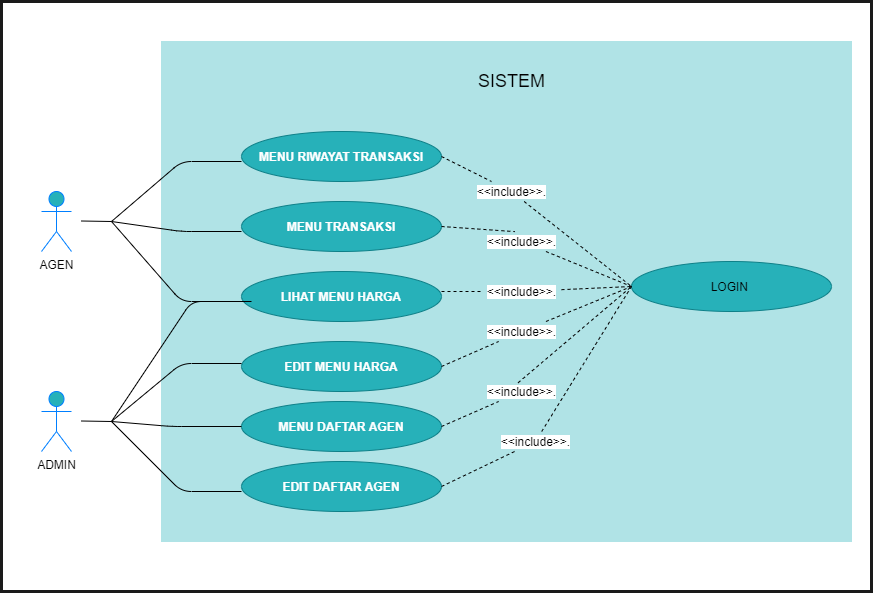 SISTEM
MENU RIWAYAT TRANSAKSI
<<include>>.
MENU TRANSAKSI
<<include>>.
AGEN
LIHAT MENU HARGA
<<include>>.
LOGIN
<<include>>.
EDIT MENU HARGA
<<include>>.
MENU DAFTAR AGEN
<<include>>.
ADMIN
EDIT DAFTAR AGEN